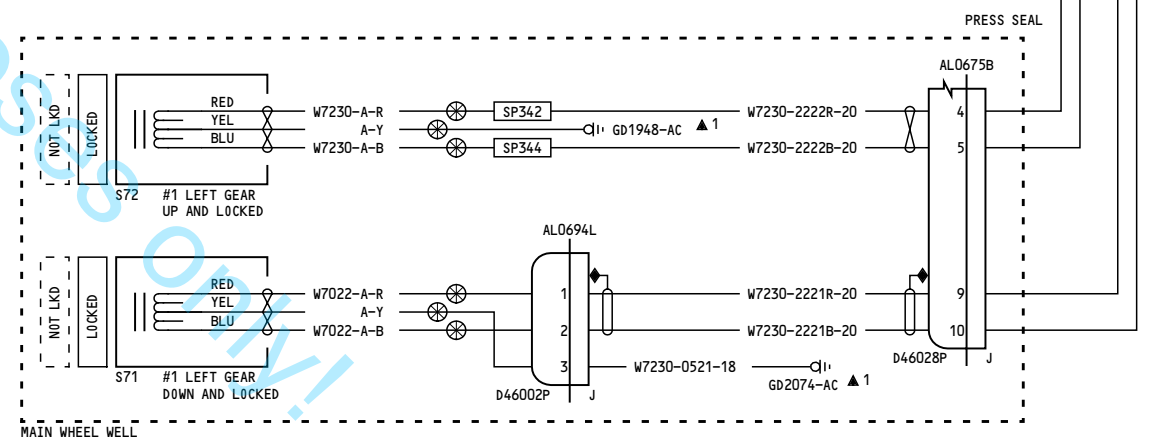 PRESS SEAL
AL0675B
NOT LKD
LOCKED
RED
YEL
BLU
W7230-A-R
A-Y
W7230-A-B
SP342
SP344
GD1948-AC
1
W7230-2222R-20
W7230-2222B-20
4
5
S72
#1 LEFT GEAR
UP AND LOCKED
AL0694L
NOT LKD
LOCKED
RED
YEL
BLU
W7022-A-R
A-Y
W7022-A-B
1
2
3
W7230-2221R-20
W7230-2221B-20
9
10
W7230-0521-18
GD2074-AC
1
D46028P
J
S71
#1 LEFT GEAR
DOWN AND LOCKED
D46002P
J
MAIN WHEEL WELL
only!